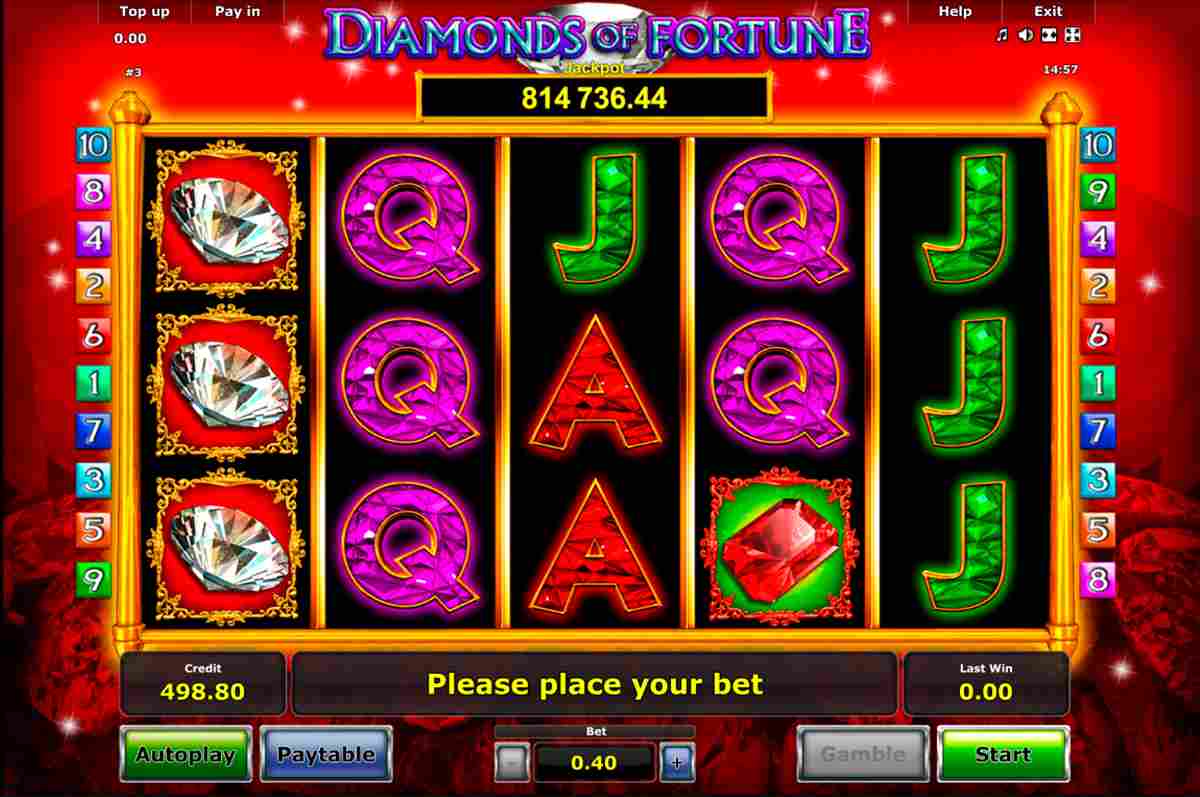 Top up
Pay in
Help
Exit
0.00
DIAMONDS OF FORTUNE
#3
Jackpot
14:57
814 736.44
10
8
4
2
6
1
7
3
5
9
Q
J
Q
J
Q
A
Q
J
Q
A
J
10
9
4
2
6
1
7
3
5
8
Credit
498.80
Please place your bet
Last Win
0.00
Autoplay
Paytable
Bet
-
0.40
+
Gamble
Start